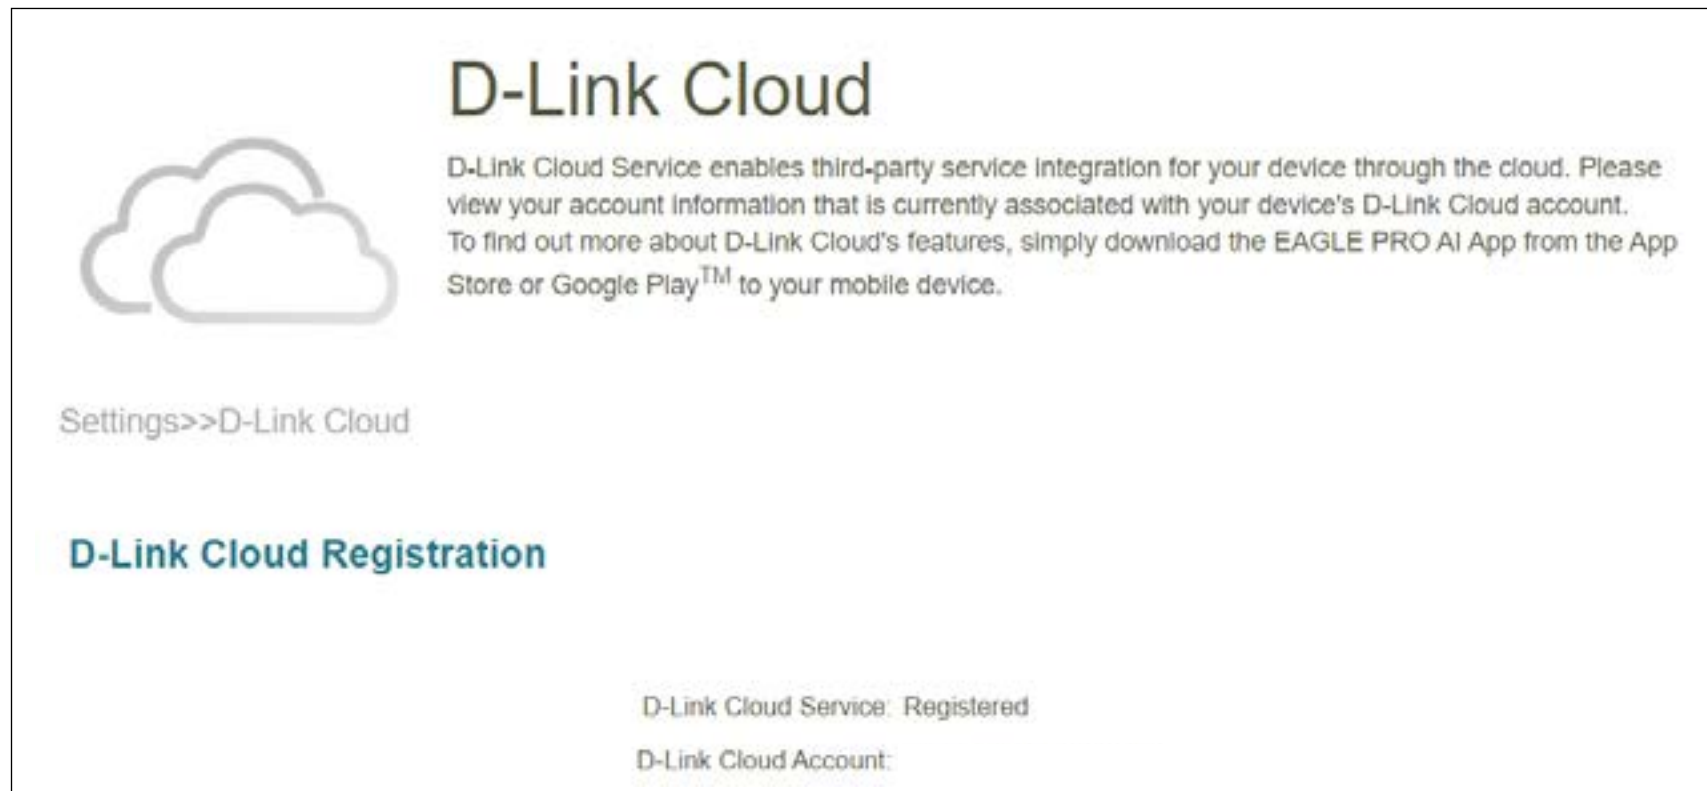 D-Link Cloud
D-Link Cloud Service enables third-party service integration for your device through the cloud. Please
view your account information that is currently associated with your device's D-Link Cloud account.
To find out more about D-Link Cloud's features, simply download the EAGLE PRO AI App from the App
Store or Google Play™ to your mobile device.
Settings>>D-Link Cloud
D-Link Cloud Registration
D-Link Cloud Service: Registered
D-Link Cloud Account: